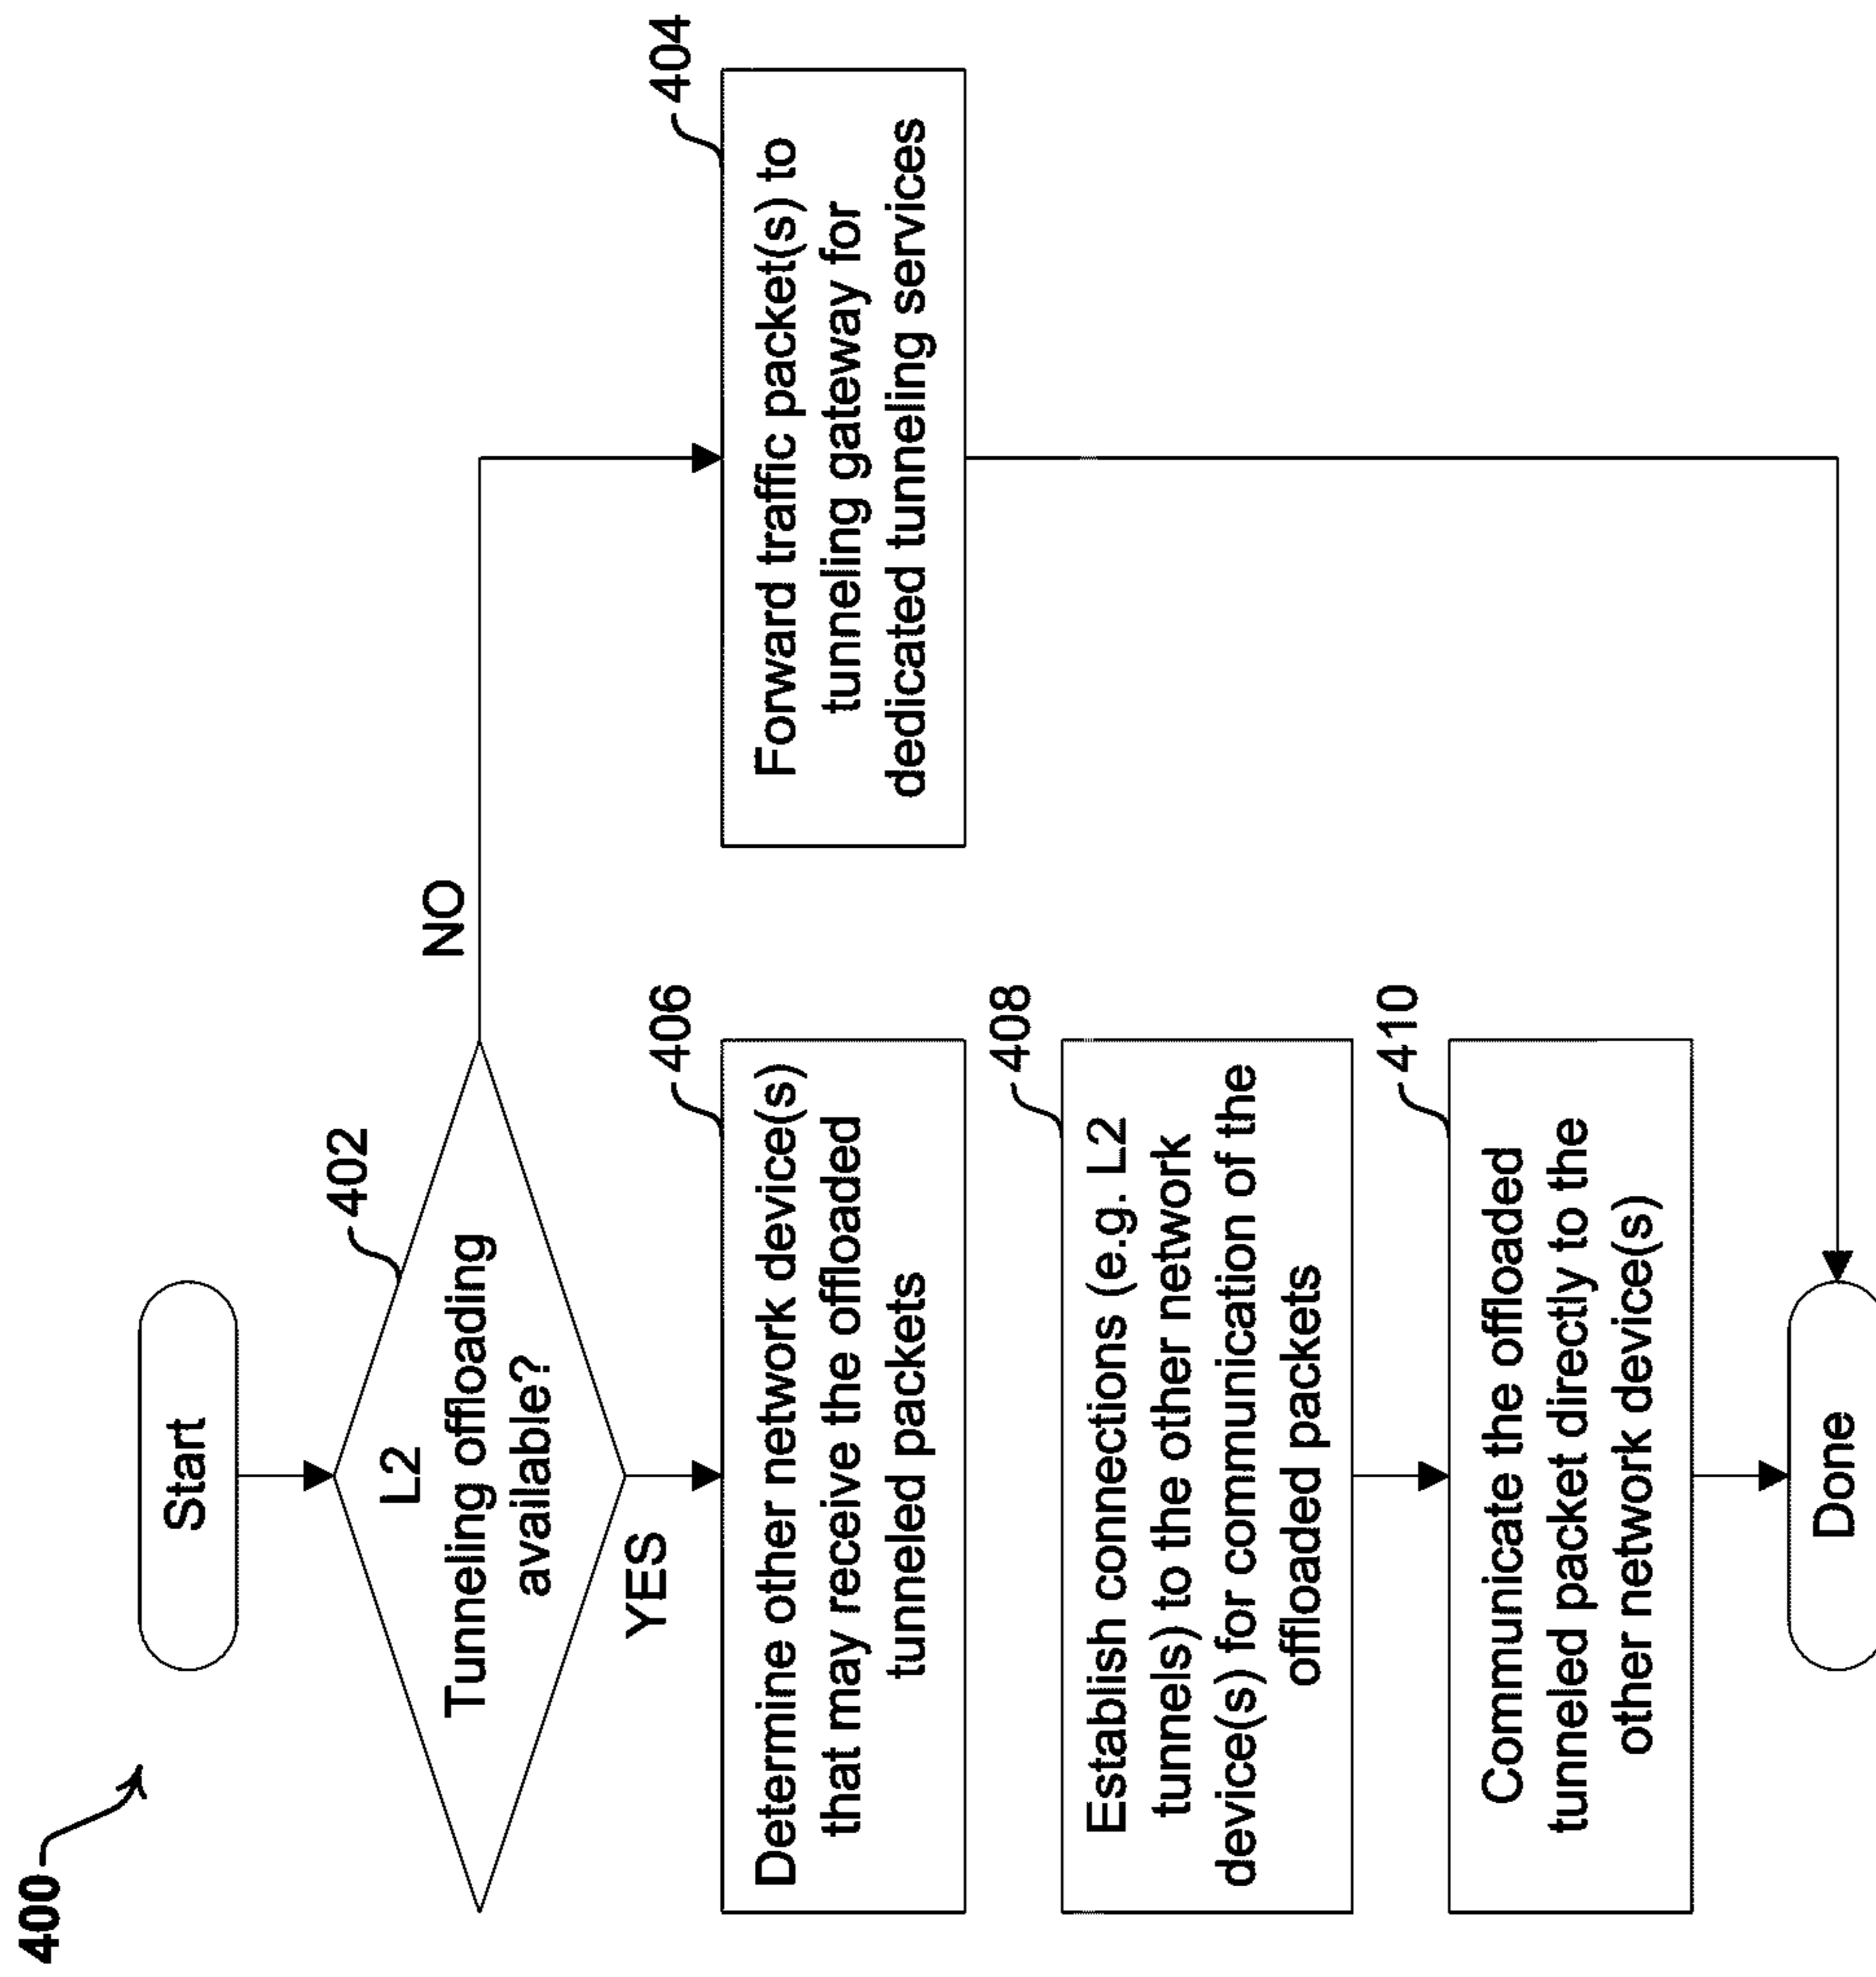 400
Start
402
L2
Tunneling offloading
available?
NO
YES
404
Forward traffic packet(s) to
tunneling gateway for
dedicated tunneling services
406
Determine other network device(s)
that may receive the offloaded
tunneled packets
408
Establish connections (e.g. L2
tunnels) to the other network
device(s) for communication of the
offloaded packets
410
Communicate the offloaded
tunneled packet directly to the
other network device(s)
Done